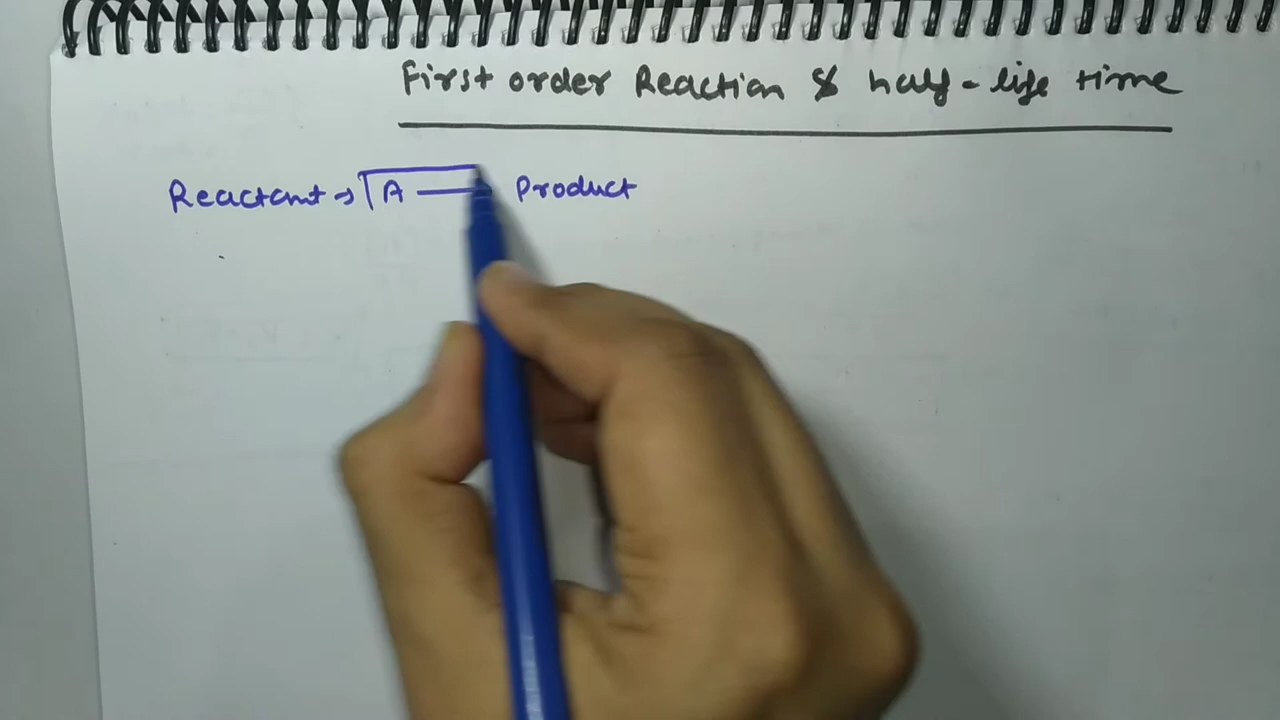 First order Reaction & half-life time
Reactant → A — Product